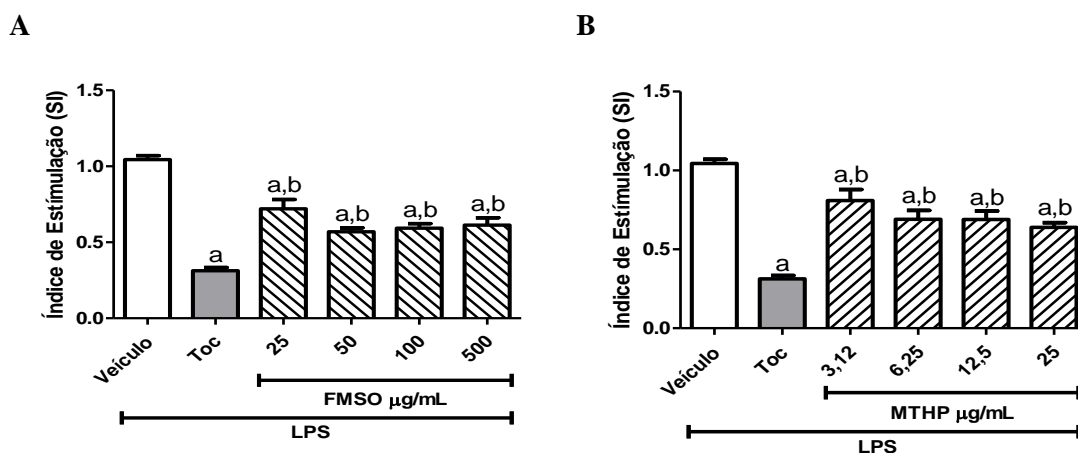 A
Índice de Estímulação (SI)
1.5
1.0
0.5
0.0
a
a,b
a,b
a,b
a,b
Veículo
Toc
25
50
100
500
FMSO µg/mL
LPS
B
Índice de Estímulação (SI)
1.5
1.0
0.5
0.0
a
a,b
a,b
a,b
a,b
Veículo
Toc
3,12
6,25
12,5
25
MTHP µg/mL
LPS